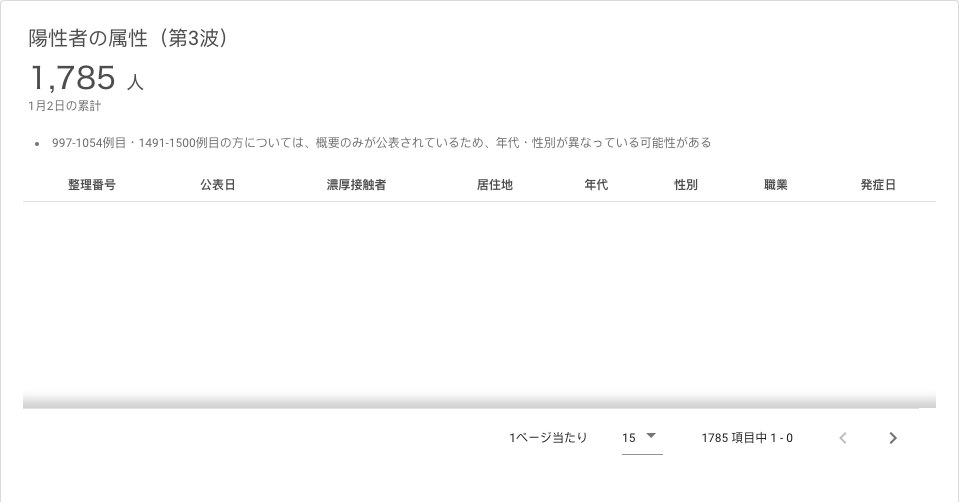 陽性者の属性（第3波）
1,785 人
1月2日の累計
• 997-1054例目・1491-1500例目の方については、概要のみが公表されているため、年代・性別が異なっている可能性がある
整理番号 公表日 濃厚接触者 居住地 年代 性別 職業 発症日
1ページ当たり 15 1785 項目中 1 - 0